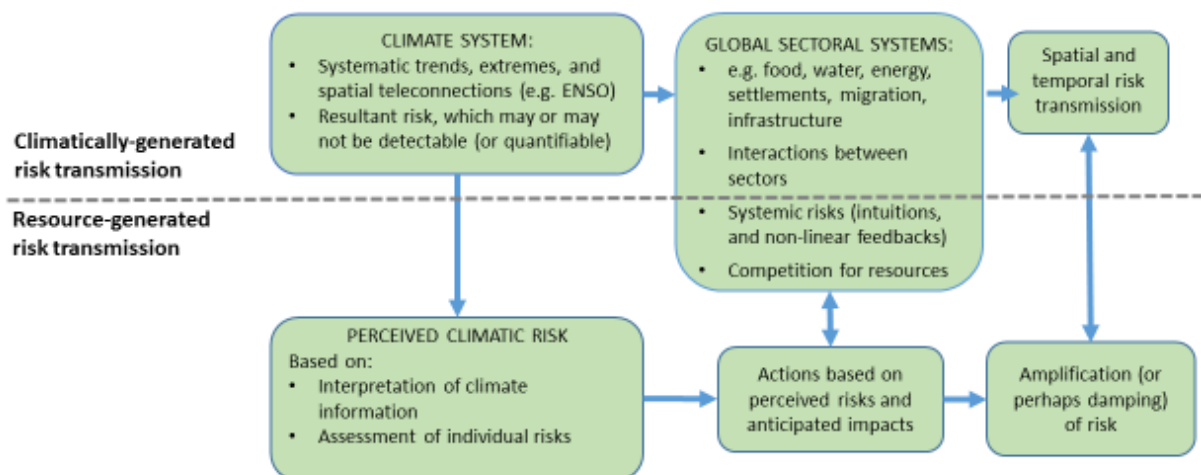 CLIMATE SYSTEM:
• Systematic trends, extremes, and
spatial teleconnections (e.g. ENSO)
• Resultant risk, which may or may
not be detectable (or quantifiable)
GLOBAL SECTORAL SYSTEMS:
• e.g. food, water, energy,
settlements, migration,
infrastructure
• Interactions between
sectors
• Systemic risks (intuitions,
and non-linear feedbacks)
• Competition for resources
Spatial and
temporal risk
transmission
Climatically-generated
risk transmission
Resource-generated
risk transmission
PERCEIVED CLIMATIC RISK
Based on:
• Interpretation of climate
information
• Assessment of individual risks
Actions based on
perceived risks and
anticipated impacts
Amplification (or
perhaps damping)
of risk